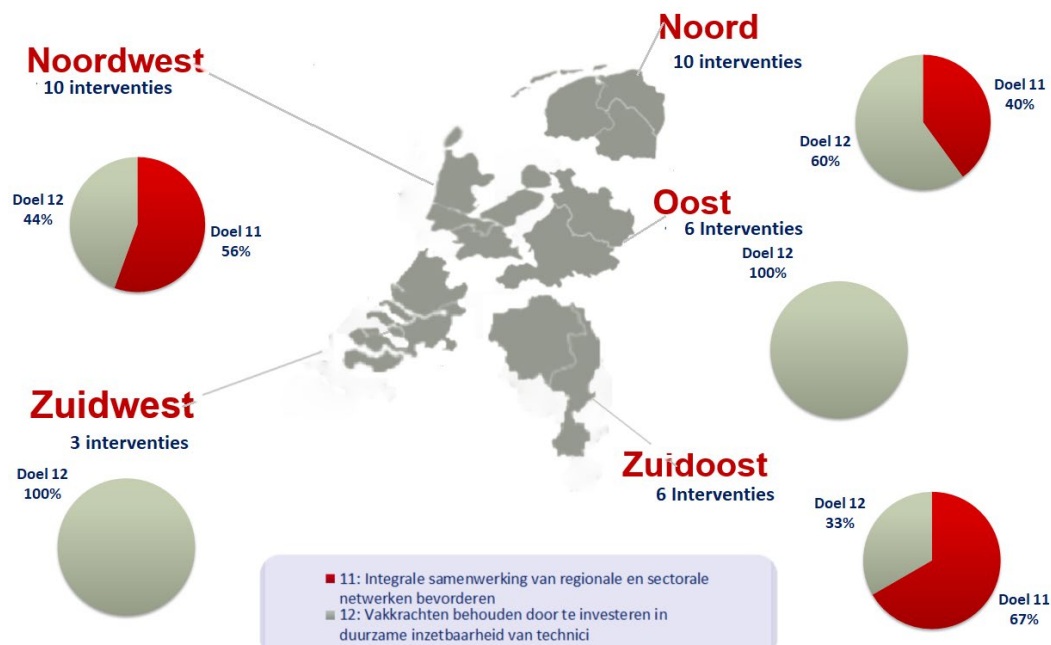 Noordwest
10 interventies
Doel 12
44%
Doel 11
56%
Noord
10 interventies
Doel 11
40%
Doel 12
60%
Oost
6 Interventies
Doel 12
100%
Zuidwest
3 interventies
Doel 12
100%
Zuidoost
6 Interventies
Doel 12
33%
Doel 11
67%
11: Integrale samenwerking van regionale en sectorale
netwerken bevorderen
12: Vakkrachten behouden door te investeren in
duurzame inzetbaarheid van technici